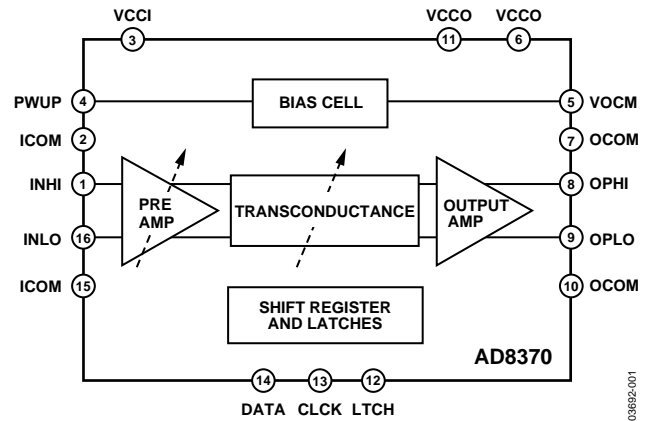 VCCI VCCO VCCO
3 11 6
PWUP 4 BIAS CELL 5 VOCM
ICOM 2 7 OCOM
INHI 1 8 OPHI
PRE AMP
TRANSCONDUCTANCE
OUTPUT AMP
INLO 16 9 OPLO
ICOM 15 10 OCOM
SHIFT REGISTER
AND LATCHES
AD8370
14 13 12
DATA CLCK LTCH
03692-001